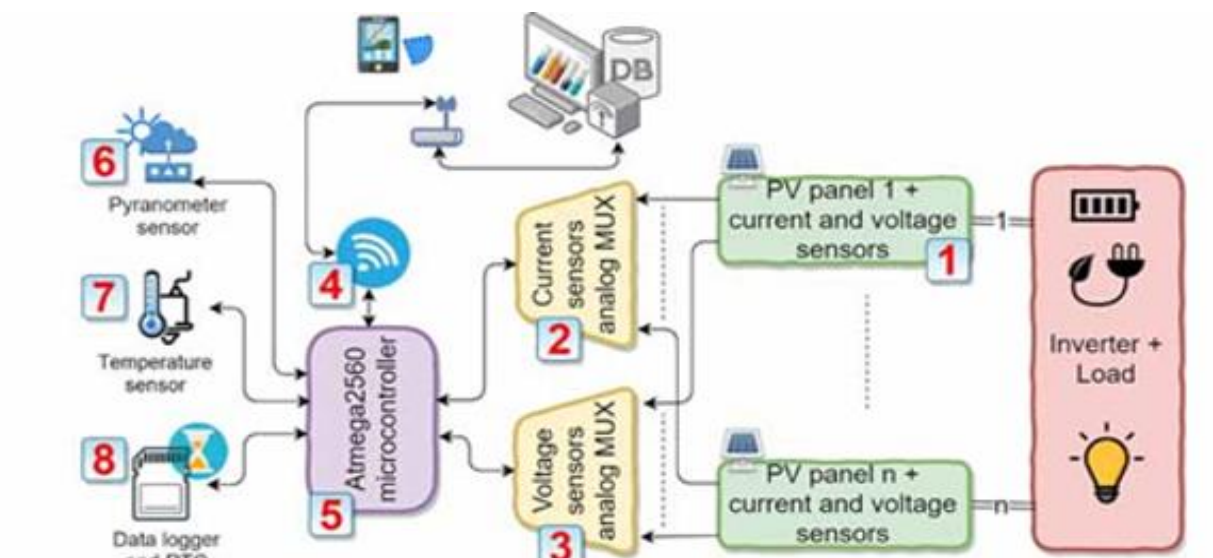 DB
6
Pyranometer
sensor
7
Temperature
sensor
8
Data logger
4
Atmega2560
microcontroller
5
Current
sensors
analog MUX
2
Voltage
sensors
analog MUX
3
PV panel 1 +
current and voltage
sensors
1
1
PV panel n +
current and voltage
sensors
n
Inverter +
Load